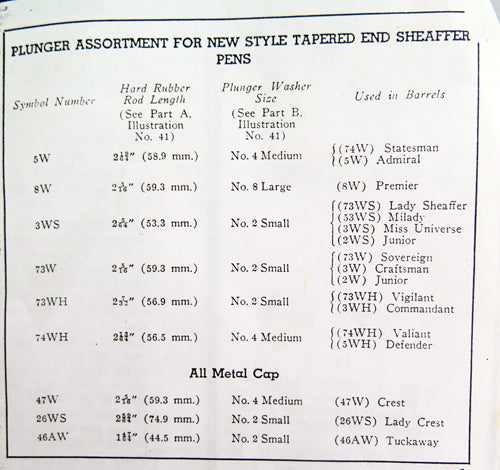 PLUNGER ASSORTMENT FOR NEW STYLE TAPERED END SHEAFFER
PENS
Symbol Number Hard Rubber Rod Length (See Part A, Illustration No. 41) Plunger Washer Size (See Part B, Illustration No. 41) Used in Barrels
5W (58.9 mm.) No. 4 Medium (74W) Statesman
(5W) Admiral
8W (59.3 mm.) No. 8 Large (8W) Premier
3WS (53.3 mm.) No. 2 Small (73WS) Lady Sheaffer
(53WS) Milady
(3WS) Miss Universe
(2WS) Junior
73W (59.3 mm.) No. 2 Small (73W) Sovereign
(3W) Craftsman
(2W) Junior
73WH (56.9 mm.) No. 2 Small (73WH) Vigilant
(3WH) Commandant
74WH (56.5 mm.) No. 4 Medium (74WH) Valiant
(5WH) Defender
All Metal Cap
47W (59.3 mm.) No. 4 Medium (47W) Crest
26WS (74.9 mm.) No. 2 Small (26WS) Lady Crest
46AW (44.5 mm.) No. 2 Small (46AW) Tuckaway